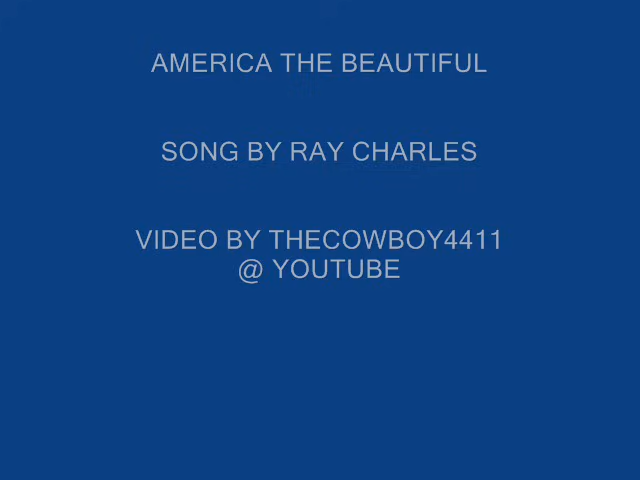 AMERICA THE BEAUTIFUL
SONG BY RAY CHARLES
VIDEO BY THECOWBOY4411
@ YOUTUBE